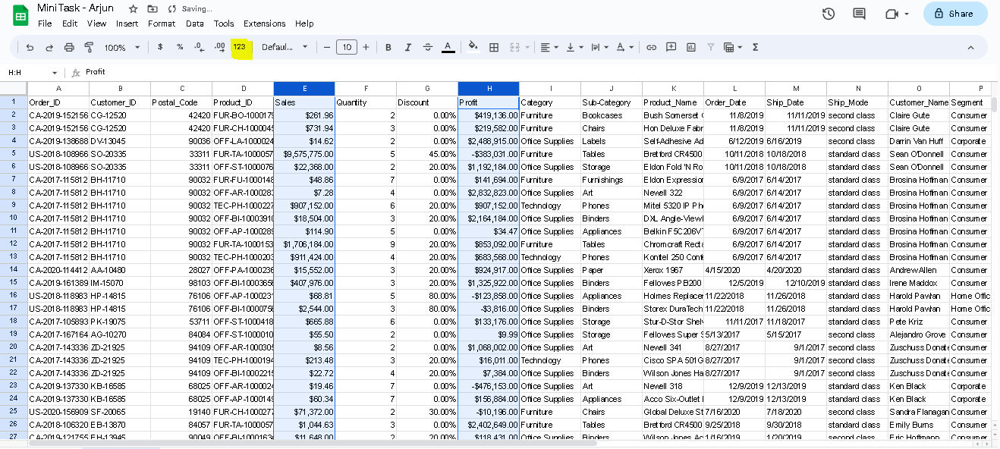 Mini Task - Arjun Saving...
File Edit View Insert Format Data Tools Extensions Help
Share
100% $ % .0 .00 123 Defaul... 10 B I S A Σ
H:H fx Profit
A B C D E F G H I J K L M N O P
1 Order_ID Customer_ID Postal_Code Product_ID Sales Quantity Discount Profit Category Sub-Category Product_Name Order_Date Ship_Date Ship_Mode Customer_Name Segment
2 CA-2019-152156 CG-12520 42420 FUR-BO-1000179 $261.96 2 0.00% $419,136.00 Furniture Bookcases Bush Somerset 11/8/2019 11/11/2019 second class Claire Gute Consumer
3 CA-2019-152156 CG-12520 42420 FUR-CH-1000045 $731.94 3 0.00% $219,582.00 Furniture Chairs Hon Deluxe Fabr 11/8/2019 11/11/2019 second class Claire Gute Consumer
4 CA-2019-138688 DV-13045 90036 OFF-LA-1000024 $14.62 2 0.00% $2,488,915.00 Office Supplies Labels Self-Adhesive Ad 6/12/2019 6/16/2019 second class Darrin Van Huff Corporate
5 US-2018-108966 SO-20335 33311 FUR-TA-1000057 $9,575,775.00 5 45.00% -$383,031.00 Furniture Tables Bretford CR4500 10/11/2018 10/18/2018 standard class Sean O'Donnell Consumer
6 US-2018-108966 SO-20335 33311 OFF-ST-1000076 $22,368.00 2 20.00% $1,192,184.00 Office Supplies Storage Eldon Fold 'N Ro 10/11/2018 10/18/2018 standard class Sean O'Donnell Consumer
7 CA-2017-115812 BH-11710 90032 FUR-FU-1000148 $48.86 7 0.00% $141,694.00 Furniture Furnishings Eldon Expression 6/9/2017 6/14/2017 standard class Brosina Hoffman Consumer
8 CA-2017-115812 BH-11710 90032 OFF-AR-1000283 $7.28 4 0.00% $2,832,823.00 Office Supplies Art Newell 322 6/9/2017 6/14/2017 standard class Brosina Hoffman Consumer
9 CA-2017-115812 BH-11710 90032 TEC-PH-1000227 $907,152.00 6 20.00% $907,152.00 Technology Phones Mitel 5320 IP Ph 6/9/2017 6/14/2017 standard class Brosina Hoffman Consumer
10 CA-2017-115812 BH-11710 90032 OFF-BI-10003910 $18,504.00 3 20.00% $2,164,184.00 Office Supplies Binders DXL Angle-View 6/9/2017 6/14/2017 standard class Brosina Hoffman Consumer
11 CA-2017-115812 BH-11710 90032 OFF-AP-1000289 $114.90 5 0.00% $34.47 Office Supplies Appliances Belkin F5C206V 6/9/2017 6/14/2017 standard class Brosina Hoffman Consumer
12 CA-2017-115812 BH-11710 90032 FUR-TA-1000153 $1,706,184.00 9 20.00% $853,092.00 Furniture Tables Chromcraft Recta 6/9/2017 6/14/2017 standard class Brosina Hoffman Consumer
13 CA-2017-115812 BH-11710 90032 TEC-PH-1000203 $911,424.00 4 20.00% $683,568.00 Technology Phones Konftel 250 Conf 6/9/2017 6/14/2017 standard class Brosina Hoffman Consumer
14 CA-2020-114412 AA-10480 28027 OFF-PA-1000236 $15,552.00 3 20.00% $924,917.00 Office Supplies Paper Xerox 1967 4/15/2020 4/20/2020 standard class Andrew Allen Consumer
15 CA-2019-161389 IM-15070 98103 OFF-BI-1000365 $407,976.00 3 20.00% $1,325,922.00 Office Supplies Binders Fellowes PB200 12/5/2019 12/10/2019 standard class Irene Maddox Consumer
16 US-2018-118983 HP-14815 76106 OFF-AP-1000231 $68.81 5 80.00% -$123,858.00 Office Supplies Appliances Holmes Replacer 11/22/2018 11/26/2018 standard class Harold Pawlan Home Offic
17 US-2018-118983 HP-14815 76106 OFF-BI-1000075 $2,544.00 3 80.00% -$3,816.00 Office Supplies Binders Storex DuraTech 11/22/2018 11/26/2018 standard class Harold Pawlan Home Offic
18 CA-2017-105893 PK-19075 53711 OFF-ST-1000418 $665.88 6 0.00% $133,176.00 Office Supplies Storage Stur-D-Stor Shel 11/11/2017 11/18/2017 standard class Pete Kriz Consumer
19 CA-2017-167164 AG-10270 84084 OFF-ST-1000010 $55.50 2 0.00% $9.99 Office Supplies Storage Fellowes Super S 5/13/2017 5/15/2017 second class Alejandro Grove Consumer
20 CA-2017-143336 ZD-21925 94109 OFF-AR-1000305 $8.56 2 0.00% $1,068,002.00 Office Supplies Art Newell 341 8/27/2017 9/1/2017 second class Zuschuss Donat Consumer
21 CA-2017-143336 ZD-21925 94109 TEC-PH-1000194 $213.48 3 20.00% $16,011.00 Technology Phones Cisco SPA 501G 8/27/2017 9/1/2017 second class Zuschuss Donat Consumer
22 CA-2017-143336 ZD-21925 94109 OFF-BI-1000221 $22.72 4 20.00% $7,384.00 Office Supplies Binders Wilson Jones Ha 8/27/2017 9/1/2017 second class Zuschuss Donat Consumer
23 CA-2019-137330 KB-16585 68025 OFF-AR-1000024 $19.46 7 0.00% -$476,153.00 Office Supplies Art Newell 318 12/9/2019 12/13/2019 standard class Ken Black Corporate
24 CA-2019-137330 KB-16585 68025 OFF-AP-1000149 $60.34 7 0.00% $156,884.00 Office Supplies Appliances Acco Six-Outlet 12/9/2019 12/13/2019 standard class Ken Black Corporate
25 US-2020-156909 SF-20065 19140 FUR-CH-1000277 $71,372.00 2 30.00% -$10,196.00 Furniture Chairs Global Deluxe St 7/16/2020 7/18/2020 second class Sandra Flanagan Consumer
26 CA-2018-106320 EB-13870 84057 FUR-TA-1000057 $1,044.63 3 0.00% $2,402,649.00 Furniture Tables Bretford CR4500 9/25/2018 9/30/2018 standard class Emily Burns Consumer
27 CA-2019-121755 EH-13945 90049 OFF-BI-1000163 $11,648.00 2 20.00% $118,431.00 Office Supplies Binders Wilson Jones Ac 1/16/2019 1/20/2019 second class Eric Hoffmann Consumer